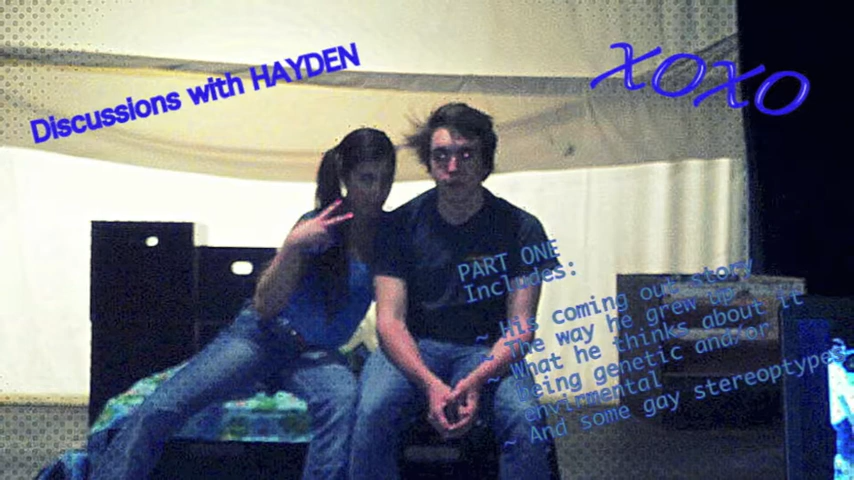 Discussions with HAYDEN
XOXO
PART ONE
Includes:
~ His coming out story
~ The way he grew up
~ What he thinks about it
being genetic and/or
envirmental
~ And some gay stereoptypes